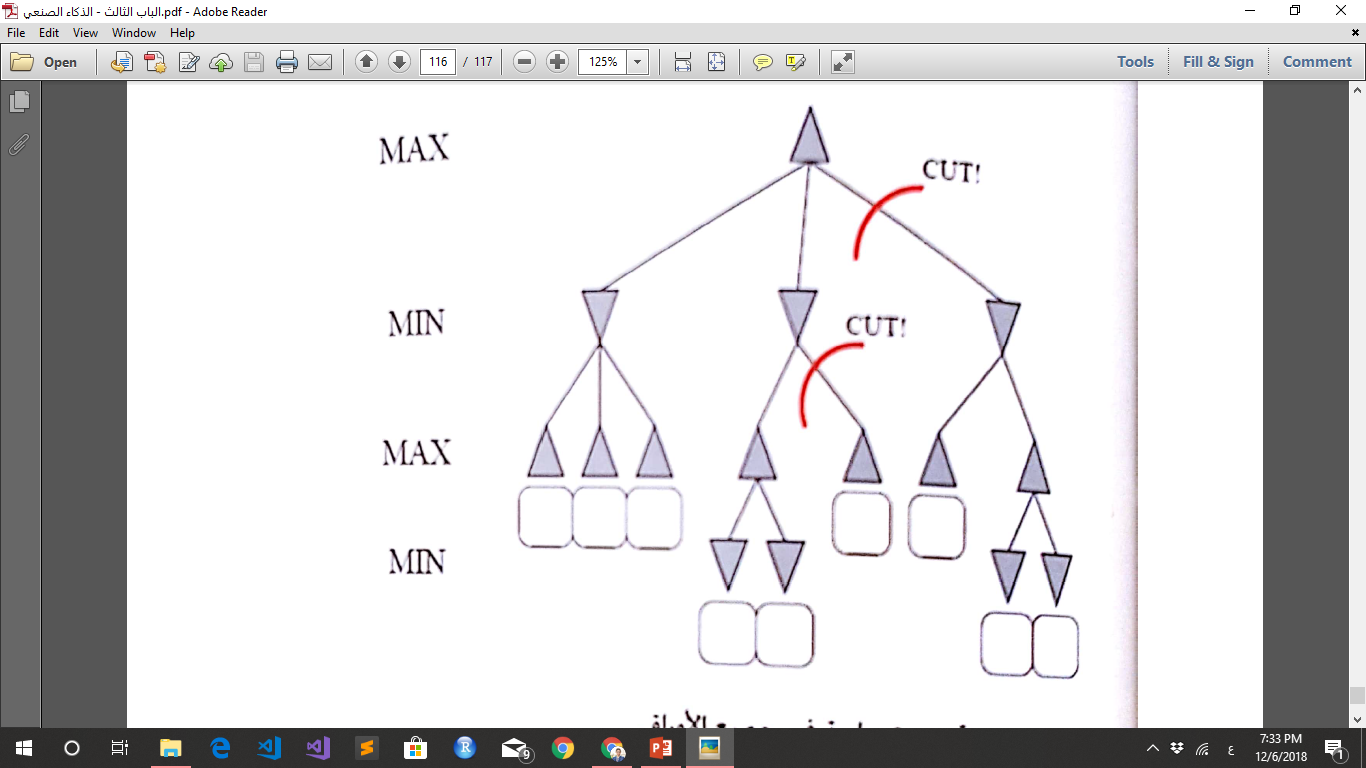 الباب الثالث - الذكاء الصنعي.pdf - Adobe Reader
File Edit View Window Help
Open 116 / 117 125% Tools Fill & Sign Comment
MAX
CUT!
MIN
CUT!
MAX
MIN
9 ع 7:33 PM 1
12/6/2018